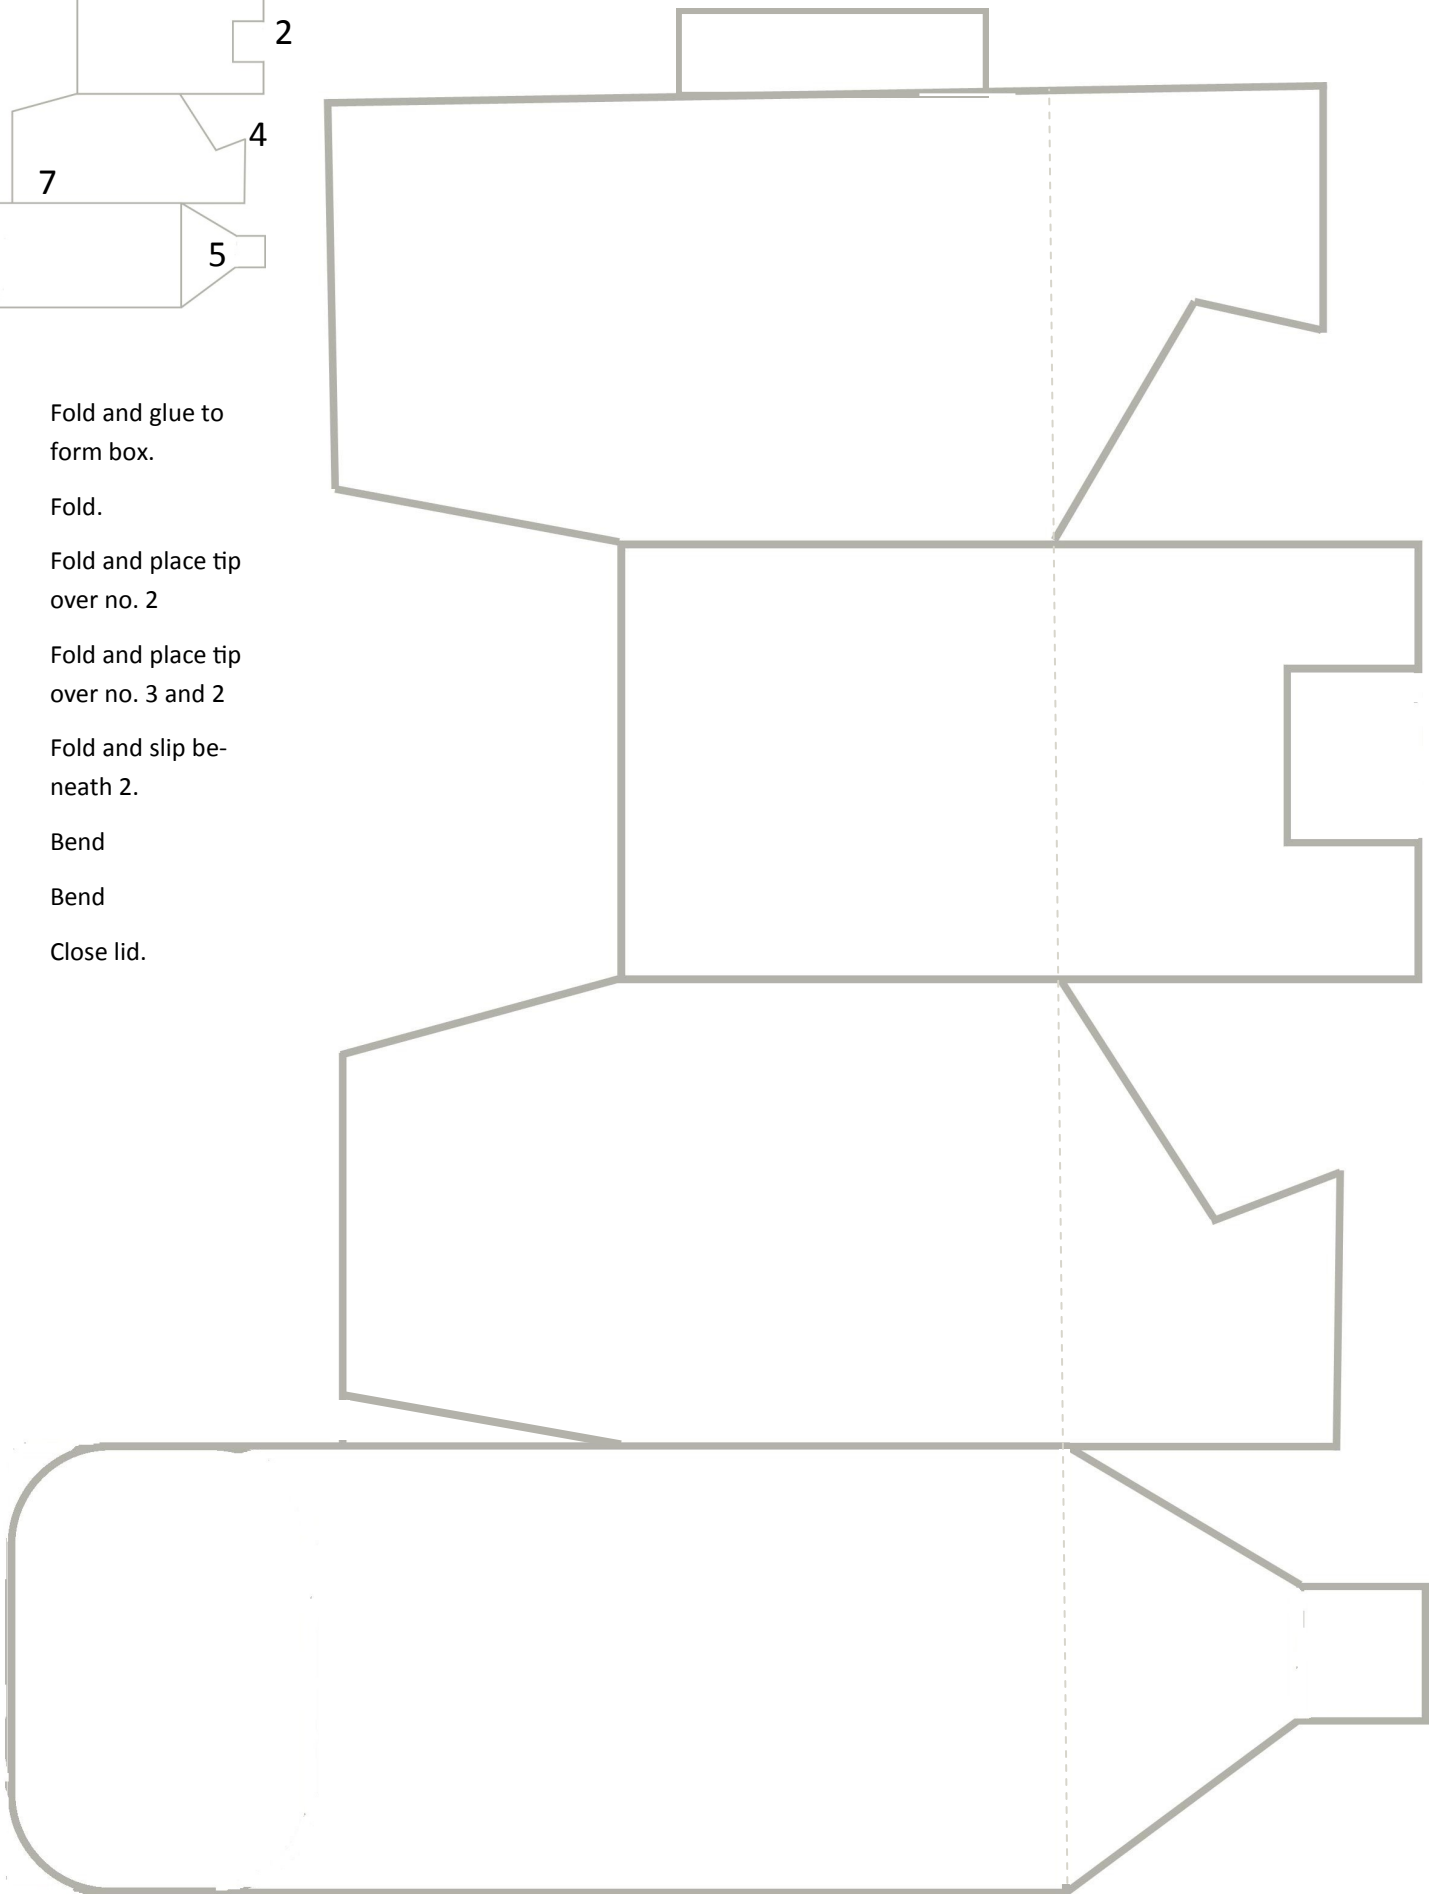 2
4
7
5
Fold and glue to
form box.
Fold.
Fold and place tip
over no. 2
Fold and place tip
over no. 3 and 2
Fold and slip be-
neath 2.
Bend
Bend
Close lid.